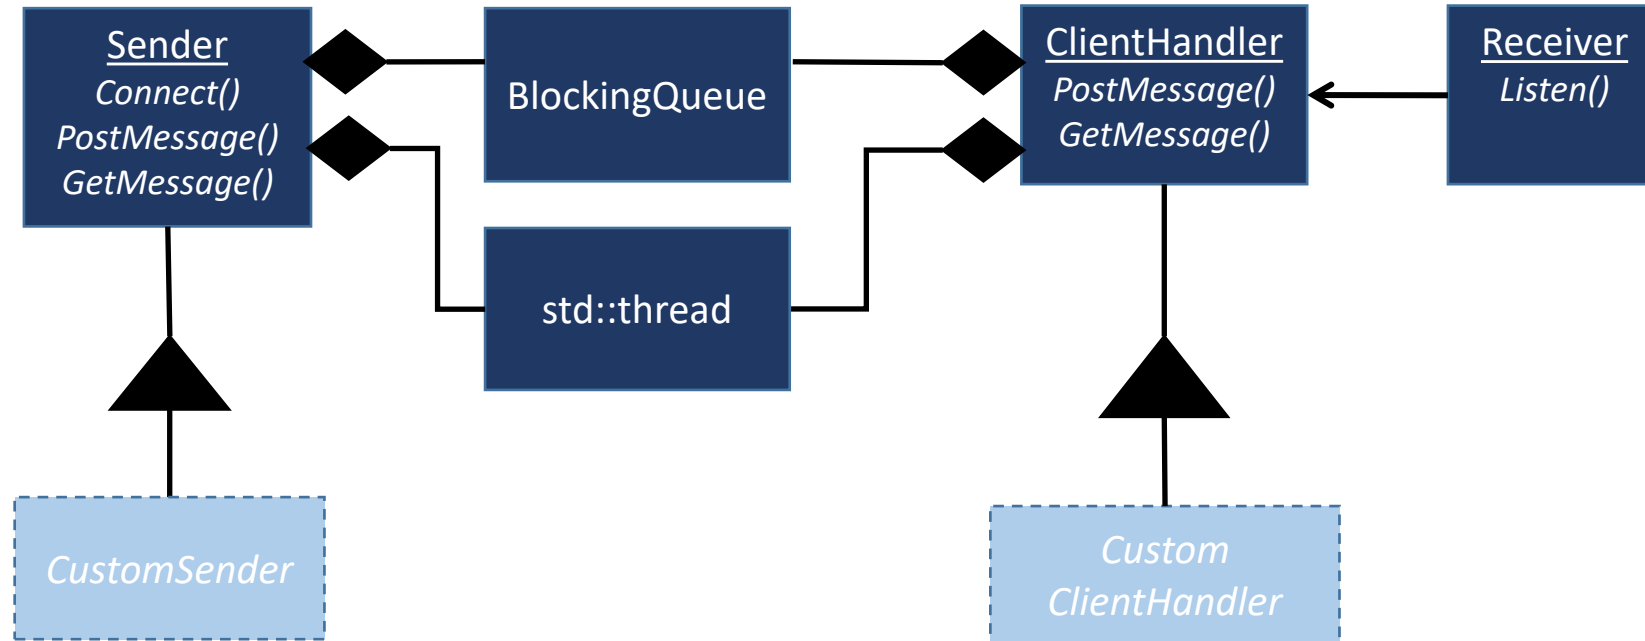 Sender
Connect()
PostMessage()
GetMessage()
BlockingQueue
std::thread
ClientHandler
PostMessage()
GetMessage()
Receiver
Listen()
CustomSender
Custom
ClientHandler